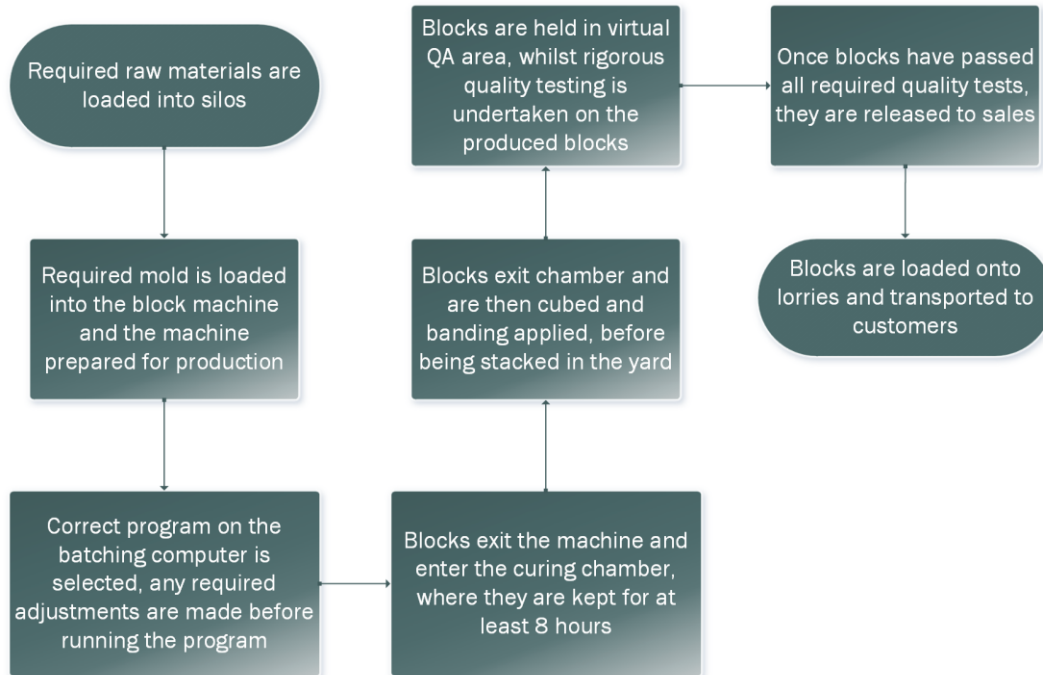 Required raw materials are
loaded into silos
Required mold is loaded
into the block machine
and the machine
prepared for production
Correct program on the
batching computer is
selected, any required
adjustments are made before
running the program
Blocks exit the machine and
enter the curing chamber,
where they are kept for at
least 8 hours
Blocks exit chamber and
are then cubed and
banding applied, before
being stacked in the yard
Blocks are held in virtual
QA area, whilst rigorous
quality testing is
undertaken on the
produced blocks
Once blocks have passed
all required quality tests,
they are released to sales
Blocks are loaded onto
lorries and transported to
customers